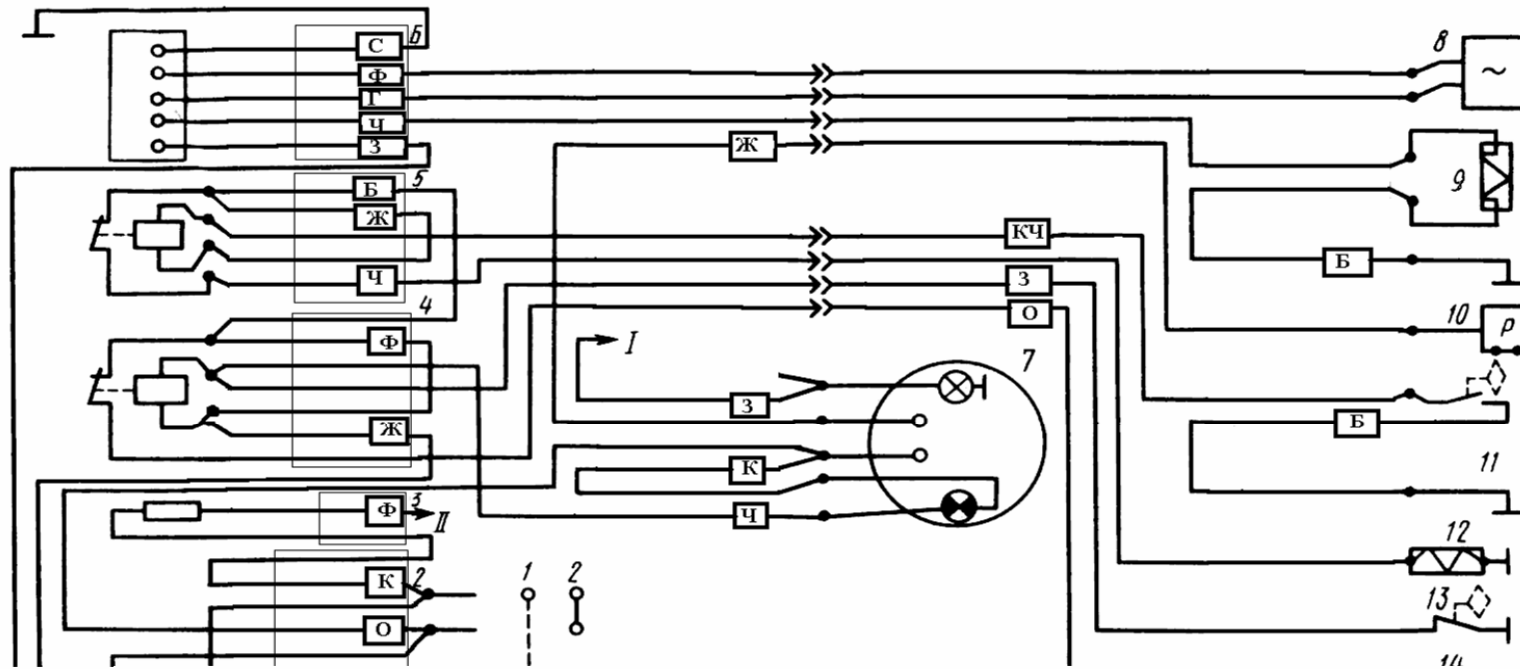 С Б
Ф 8
Г ~
Ч
З Ж
Б 5 9
Ж
КЧ
Ч З Б
4 О
Ф I 7 10 Р
З
Ж Б
К 11
Ф 3 II Ч
12
К 2 1 2
13
О
14